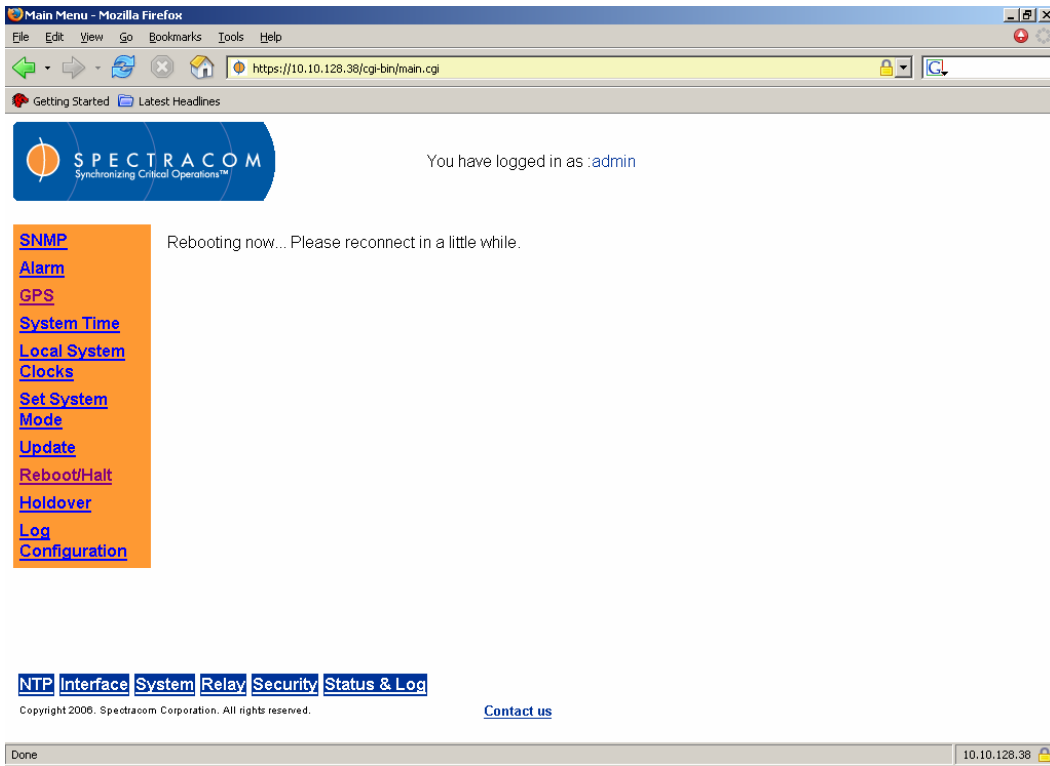 Main Menu - Mozilla Firefox
File Edit View Go Bookmarks Tools Help
https://10.10.128.38/cgi-bin/main.cgi
G
Getting Started Latest Headlines
SPECTRACOM
Synchronizing Critical Operations™
You have logged in as :admin
SNMP
Rebooting now... Please reconnect in a little while.
Alarm
GPS
System Time
Local System
Clocks
Set System
Mode
Update
Reboot/Halt
Holdover
Log
Configuration
NTP Interface System Relay Security Status & Log
Copyright 2006. Spectracom Corporation. All rights reserved.
Contact us
Done
10.10.128.38